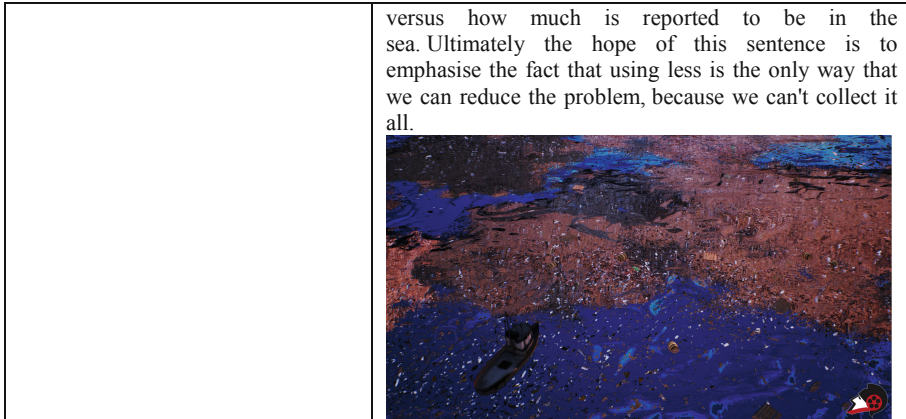 versus how much is reported to be in the
sea. Ultimately the hope of this sentence is to
emphasise the fact that using less is the only way that
we can reduce the problem, because we can't collect it
all.